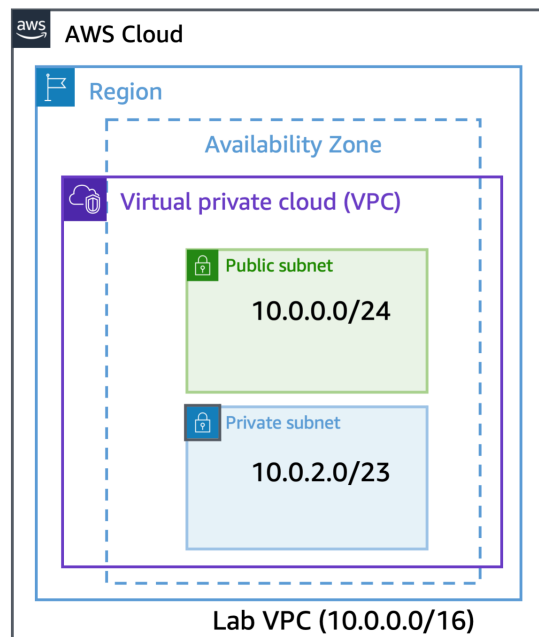 aws
AWS Cloud
Region
Availability Zone
Virtual private cloud (VPC)
Public subnet
10.0.0.0/24
Private subnet
10.0.2.0/23
Lab VPC (10.0.0.0/16)